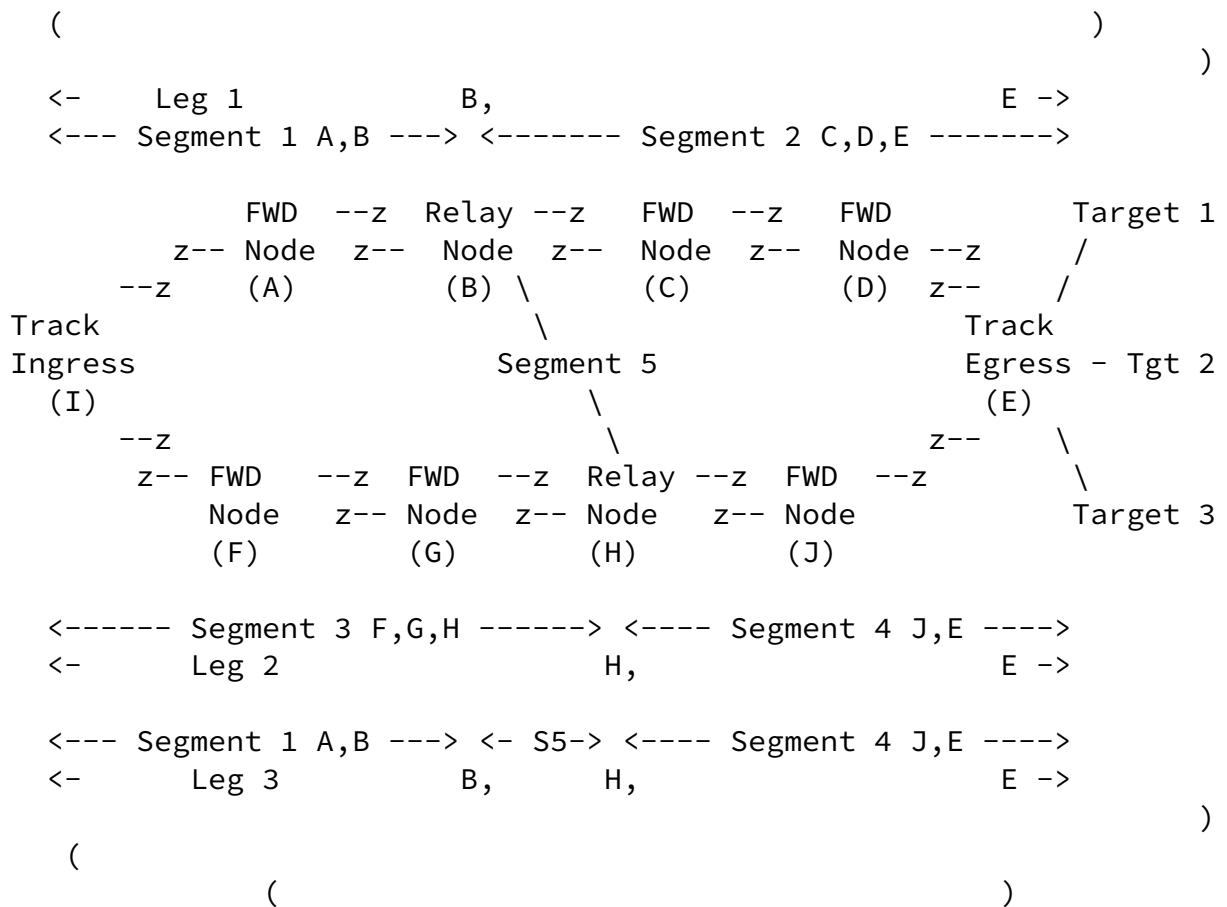 (                                                         )
                                                                )
<-    Leg 1            B,                             E ->
<--- Segment 1 A,B ---> <------- Segment 2 C,D,E ------->

             FWD  --z  Relay --z   FWD  --z   FWD          Target 1
         z-- Node  z--  Node  z--  Node  z--  Node --z     /
      --z    (A)        (B) \      (C)        (D)  z--    /
Track                        \                       Track
Ingress                    Segment 5                 Egress - Tgt 2
  (I)                           \                     (E)
      --z                        \                 z--    \
       z-- FWD   --z  FWD  --z  Relay --z  FWD  --z        \
           Node   z-- Node  z-- Node   z-- Node            Target 3
           (F)        (G)       (H)        (J)

<------ Segment 3 F,G,H ------> <---- Segment 4 J,E ---->
<-      Leg 2                  H,                     E ->

<--- Segment 1 A,B ---> <- S5-> <---- Segment 4 J,E ---->
<-      Leg 3          B,      H,                     E ->
                                                                )
(
            (                                         )